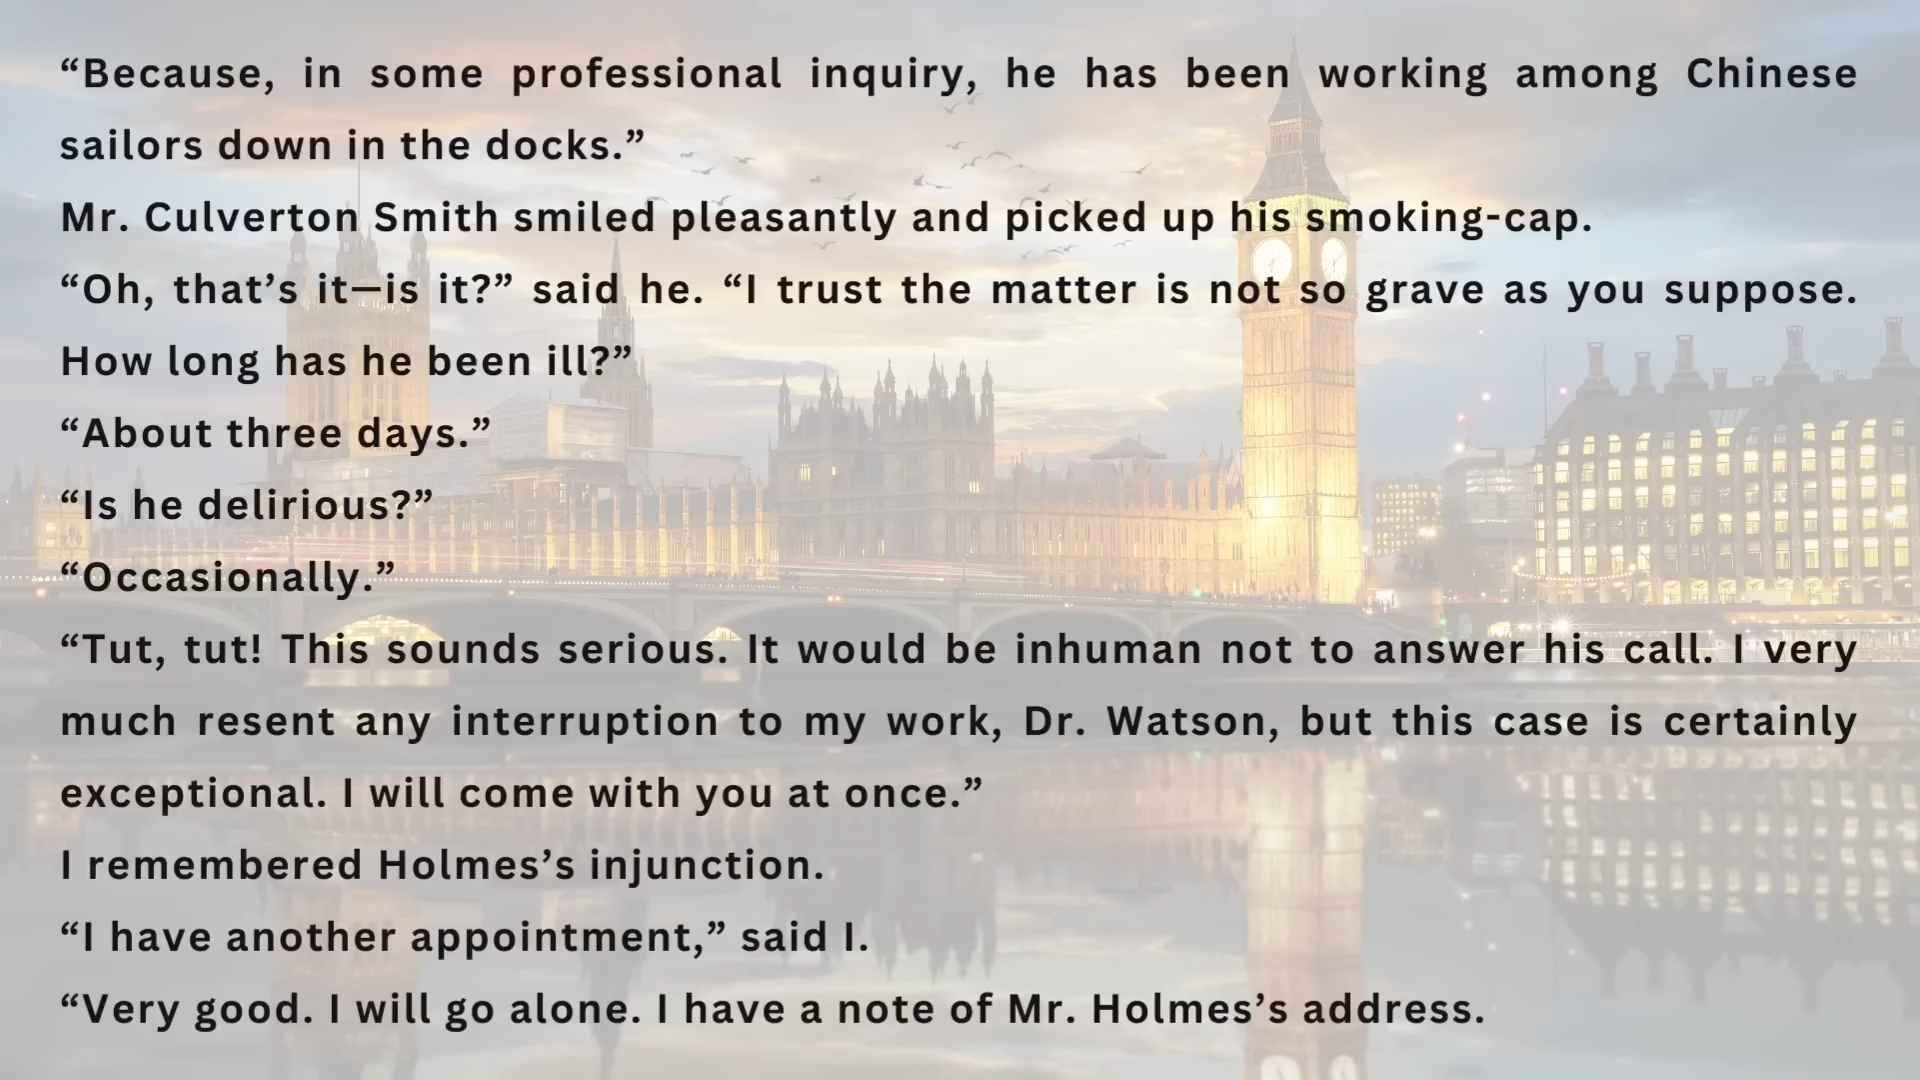 “Because, in some professional inquiry, he has been working among Chinese
sailors down in the docks.”
Mr. Culverton Smith smiled pleasantly and picked up his smoking-cap.
“Oh, that’s it—is it?” said he. “I trust the matter is not so grave as you suppose.
How long has he been ill?”
“About three days.”
“Is he delirious?”
“Occasionally.”
“Tut, tut! This sounds serious. It would be inhuman not to answer his call. I very
much resent any interruption to my work, Dr. Watson, but this case is certainly
exceptional. I will come with you at once.”
I remembered Holmes’s injunction.
“I have another appointment,” said I.
“Very good. I will go alone. I have a note of Mr. Holmes’s address.